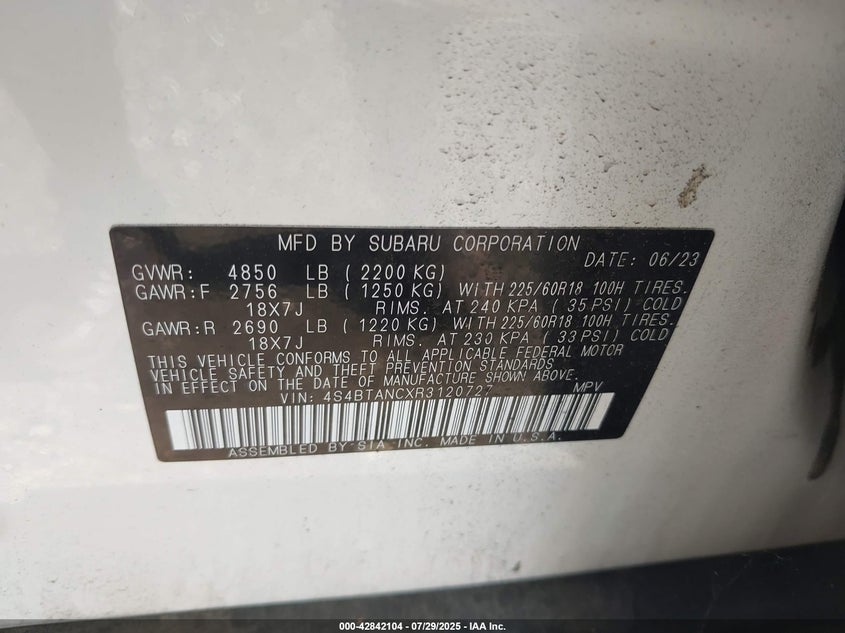 MFD BY SUBARU CORPORATION
DATE: 06/23
GVWR: 4850 LB ( 2200 KG)
GAWR:F 2756 LB ( 1250 KG) WITH 225/60R18 100H TIRES.
18X7J RIMS. AT 240 KPA ( 35 PSI) COLD
GAWR:R 2690 LB ( 1220 KG) WITH 225/60R18 100H TIRES.
18X7J RIMS. AT 230 KPA ( 33 PSI) COLD
THIS VEHICLE CONFORMS TO ALL APPLICABLE FEDERAL MOTOR
VEHICLE SAFETY AND THEFT PREVENTION STANDARDS
IN EFFECT ON THE DATE OF MANUFACTURE SHOWN ABOVE.
VIN: 4S4BTANCXR3120727 MPV
ASSEMBLED BY SIA INC. MADE IN U.S.A.
000-42842104 - 07/29/2025 - IAA Inc.